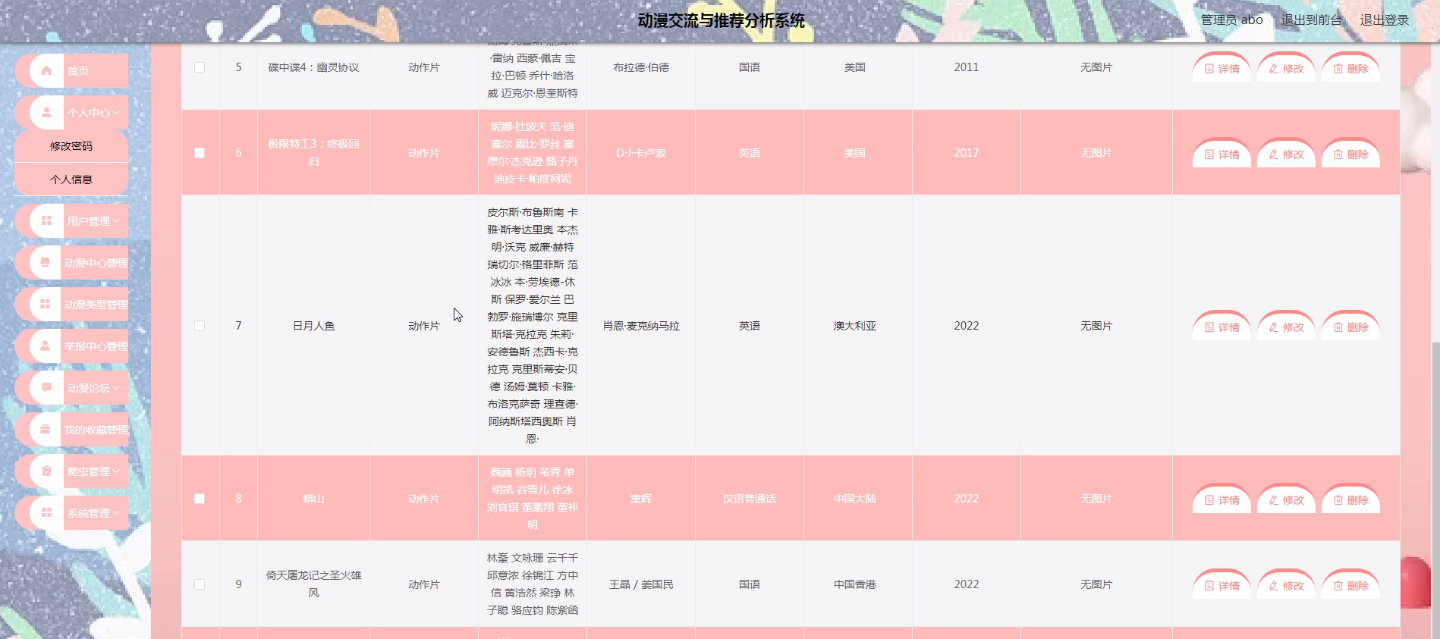 动漫交流与推荐分析系统
管理员 abo
退出到前台
退出登录
首页
个人中心
修改密码
个人信息
用户管理
动漫中心管理
动漫类型管理
举报中心管理
动漫论坛
我的收藏管理
爬虫管理
系统管理
5
碟中谍4：幽灵协议
动作片
·雷纳 西蒙·佩吉 宝
拉·巴顿 乔什·哈洛
威 迈克尔·恩奎斯特
布拉德·伯德
国语
美国
2011
无图片
详情
修改
删除
6
极限特工3：终极回
归
动作片
妮娜·杜波夫 范·迪
塞尔 露比·罗丝 塞
缪尔·杰克逊 甄子丹
迪皮卡·帕度柯妮
D·J·卡卢索
英语
美国
2017
无图片
详情
修改
删除
7
日月人鱼
动作片
皮尔斯·布鲁斯南 卡
雅·斯考达里奥 本杰
明·沃克 威廉·赫特
瑞切尔·格里菲斯 范
冰冰 本·劳埃德-休
斯 保罗·爱尔兰 巴
勃罗·施瑞博尔 克里
斯塔·克拉克 朱莉·
安德鲁斯 杰西卡·克
拉克 克里斯蒂安·贝
德 汤姆·莫顿 卡雅·
布洛克萨奇 理查德·
阿纳斯塔西奥斯 肖
恩·
肖恩·麦克纳马拉
英语
澳大利亚
2022
无图片
详情
修改
删除
8
动作片
魏巍 杨玥 笔青 单
明凯 谷雪儿 徐冰
刘官琪 董鹏翔 董祁
明
董辉
汉语普通话
中国大陆
2022
无图片
详情
修改
删除
9
倚天屠龙记之圣火雄
风
动作片
林峯 文咏珊 云千千
邱意浓 徐锦江 方中
信 黄浩然 梁琤 林
子聪 骆应钧 陈紫函
王晶 / 姜国民
国语
中国香港
2022
无图片
详情
修改
删除